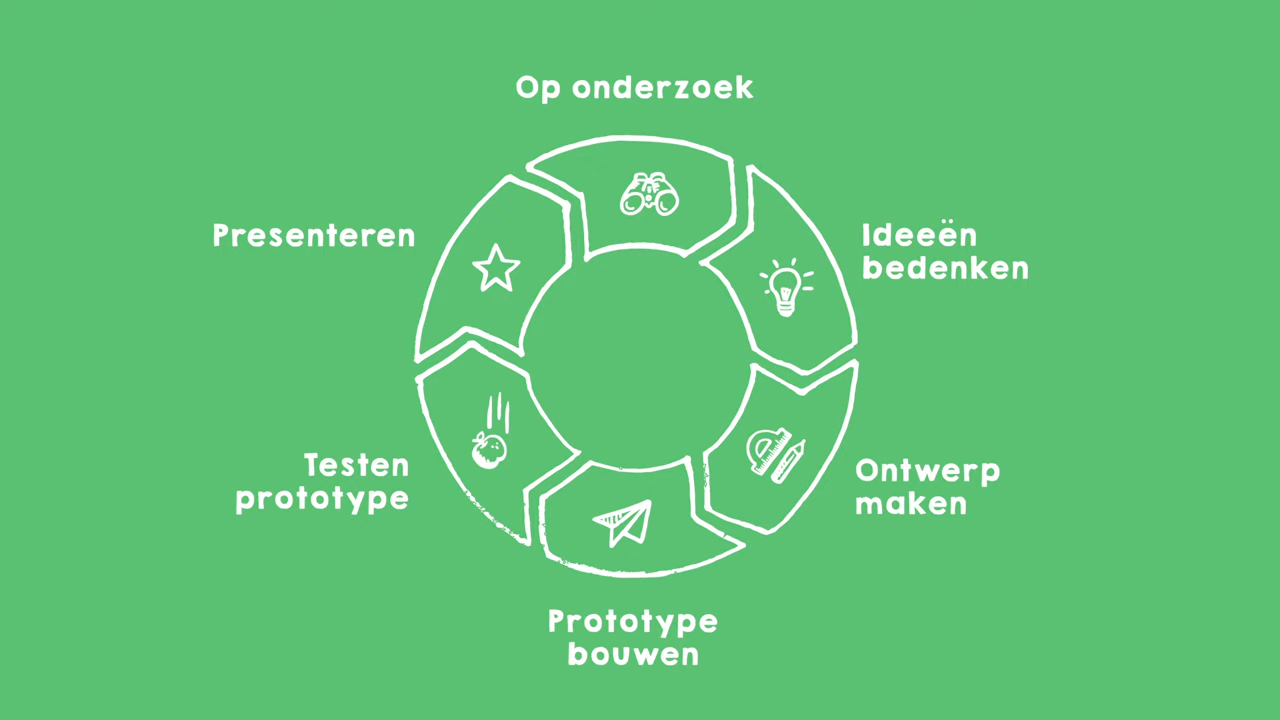 Op onderzoek
Ideeën
bedenken
Ontwerp
maken
Prototype
bouwen
Testen
prototype
Presenteren